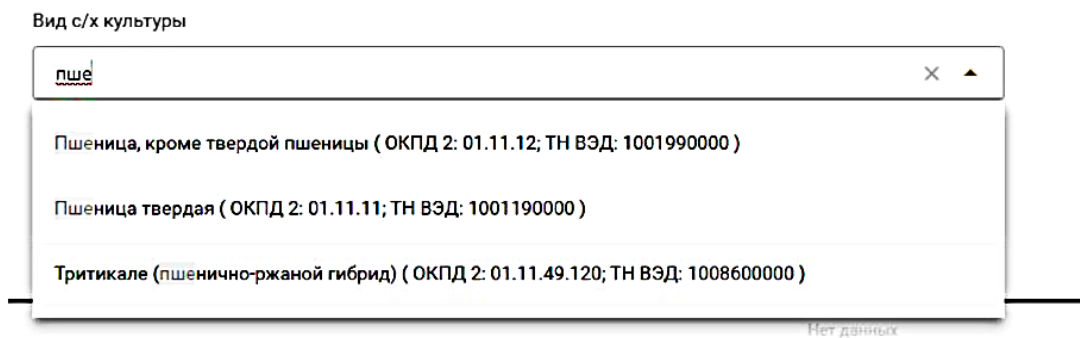 Вид с/х культуры
пше
Пшеница, кроме твердой пшеницы ( ОКПД 2: 01.11.12; ТН ВЭД: 1001990000 )
Пшеница твердая ( ОКПД 2: 01.11.11; ТН ВЭД: 1001190000 )
Тритикале (пшенично-ржаной гибрид) ( ОКПД 2: 01.11.49.120; ТН ВЭД: 1008600000 )
Нет данных